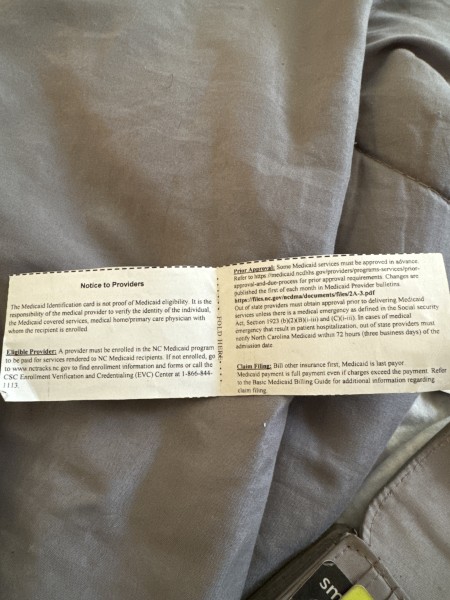 Notice to Providers
The Medicaid Identification card is not proof of Medicaid eligibility. It is the
responsibility of the medical provider to verify the identity of the individual,
the Medicaid covered services, medical home/primary care physician with
whom the recipient is enrolled.
Eligible Provider: A provider must be enrolled in the NC Medicaid program
to be paid for services rendered to NC Medicaid recipients. If not enrolled, go
to www.nctracks.nc.gov to find enrollment information and forms or call the
CSC Enrollment Verification and Credentialing (EVC) Center at 1-866-844-
1113.
FOLD HERE
Prior Approval: Some Medicaid services must be approved in advance.
Refer to https://medicaid.ncdhhs.gov/providers/programs-services/prior-
approval-and-due-process for prior approval requirements. Changes are
published the first of each month in Medicaid Provider bulletins.
https://files.nc.gov/ncdma/documents/files/2A-3.pdf
Out of state providers must obtain approval prior to delivering Medicaid
services unless there is a medical emergency as defined in the Social security
Act, Section 1923 (b)(2)(B)(i-iii) and (C)(i-iii). In cases of medical
emergency that result in patient hospitalization, out of state providers must
verify North Carolina Medicaid within 72 hours (three business days) of the
admission date.
Claim Filing: Bill other insurance first, Medicaid is last payor.
Medicaid payment is full payment even if charges exceed the payment. Refer
to the Basic Medicaid Billing Guide for additional information regarding
claim filing.
sm